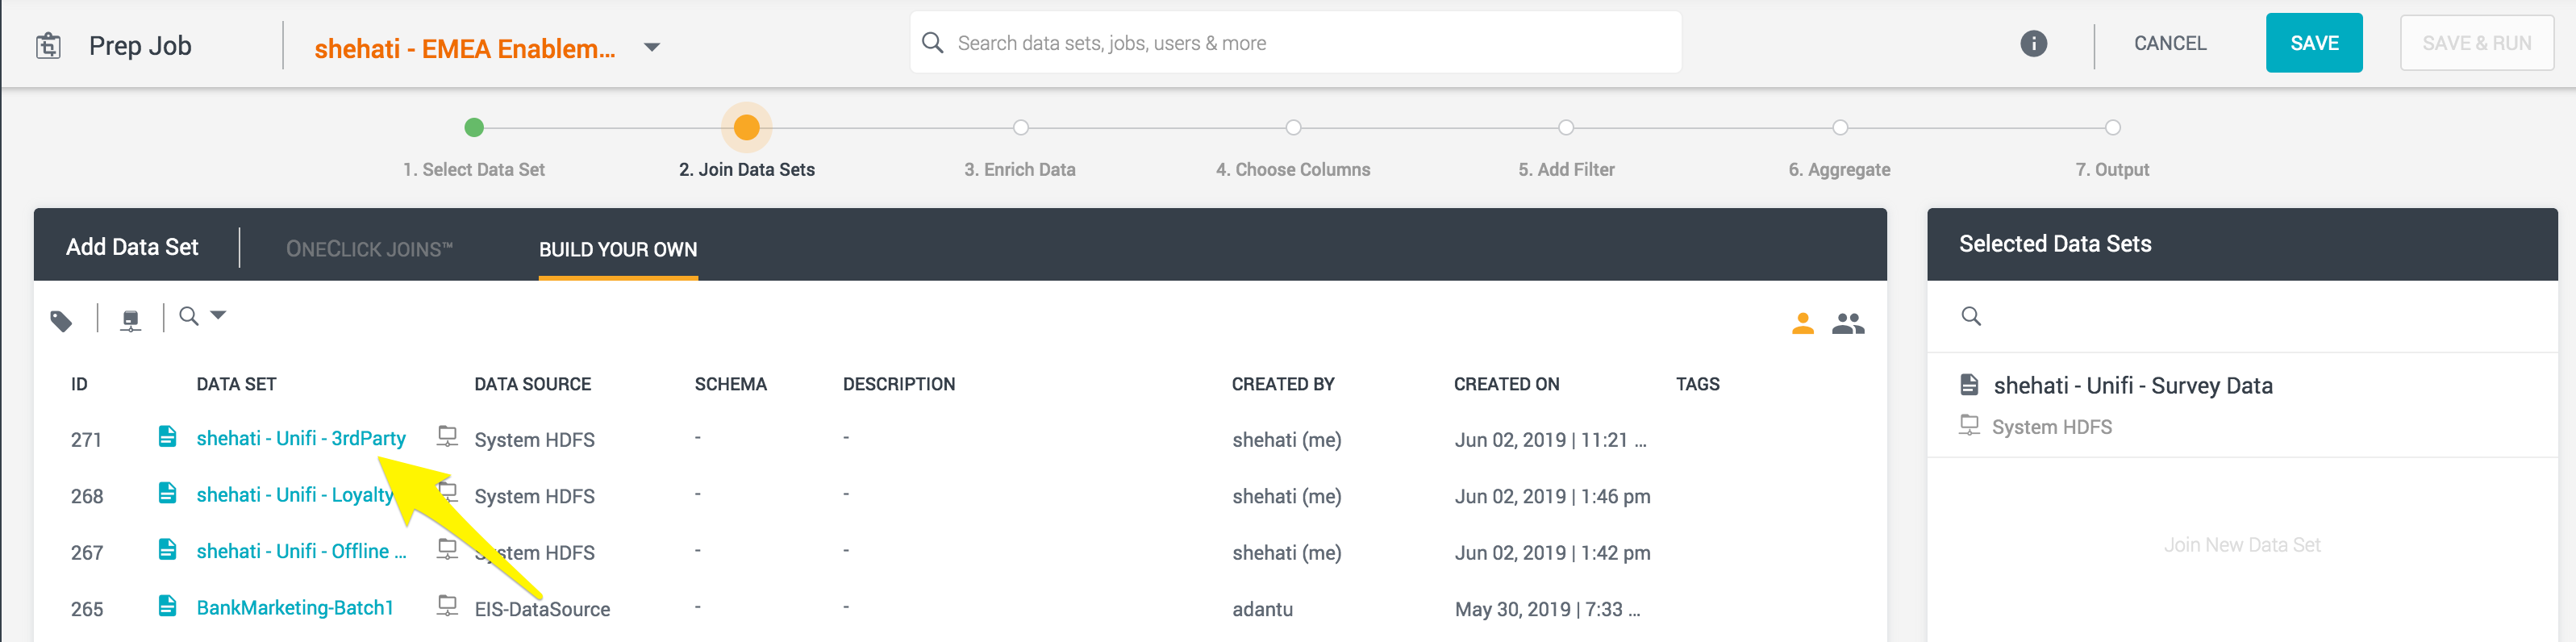 Prep Job
shehati - EMEA Enablem...
Search data sets, jobs, users & more
CANCEL
SAVE
SAVE & RUN
1. Select Data Set
2. Join Data Sets
3. Enrich Data
4. Choose Columns
5. Add Filter
6. Aggregate
7. Output
Add Data Set
ONECLICK JOINS™
BUILD YOUR OWN
Selected Data Sets
ID DATA SET DATA SOURCE SCHEMA DESCRIPTION CREATED BY CREATED ON TAGS
271 shehati - Unifi - 3rdParty System HDFS - - shehati (me) Jun 02, 2019 | 11:21 ...
268 shehati - Unifi - Loyalty System HDFS - - shehati (me) Jun 02, 2019 | 1:46 pm
267 shehati - Unifi - Offline ... System HDFS - - shehati (me) Jun 02, 2019 | 1:42 pm
265 BankMarketing-Batch1 EIS-DataSource - - adantu May 30, 2019 | 7:33 ...
shehati - Unifi - Survey Data
System HDFS
Join New Data Set